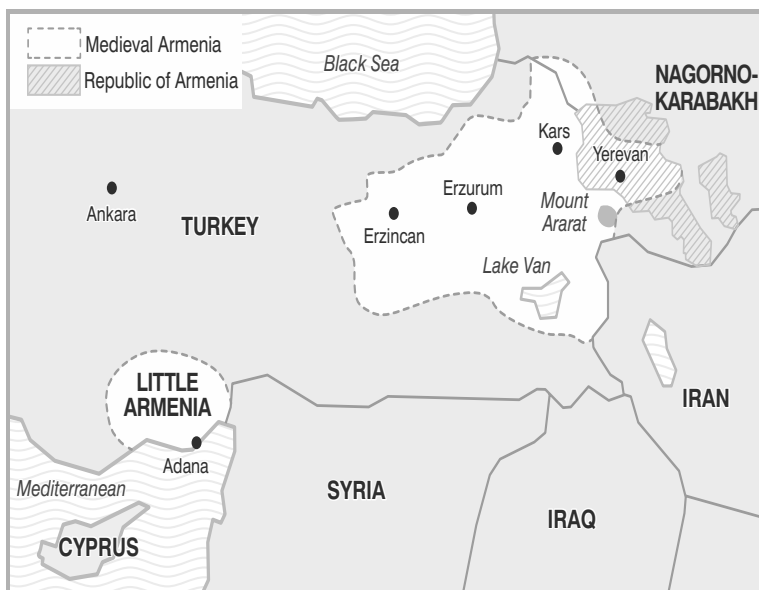 Medieval Armenia
Republic of Armenia
Black Sea
NAGORNO-
KARABAKH
Kars
Yerevan
Ankara
TURKEY
Erzurum
Erzincan
Mount
Ararat
Lake Van
LITTLE
ARMENIA
IRAN
Adana
Mediterranean
SYRIA
IRAQ
CYPRUS